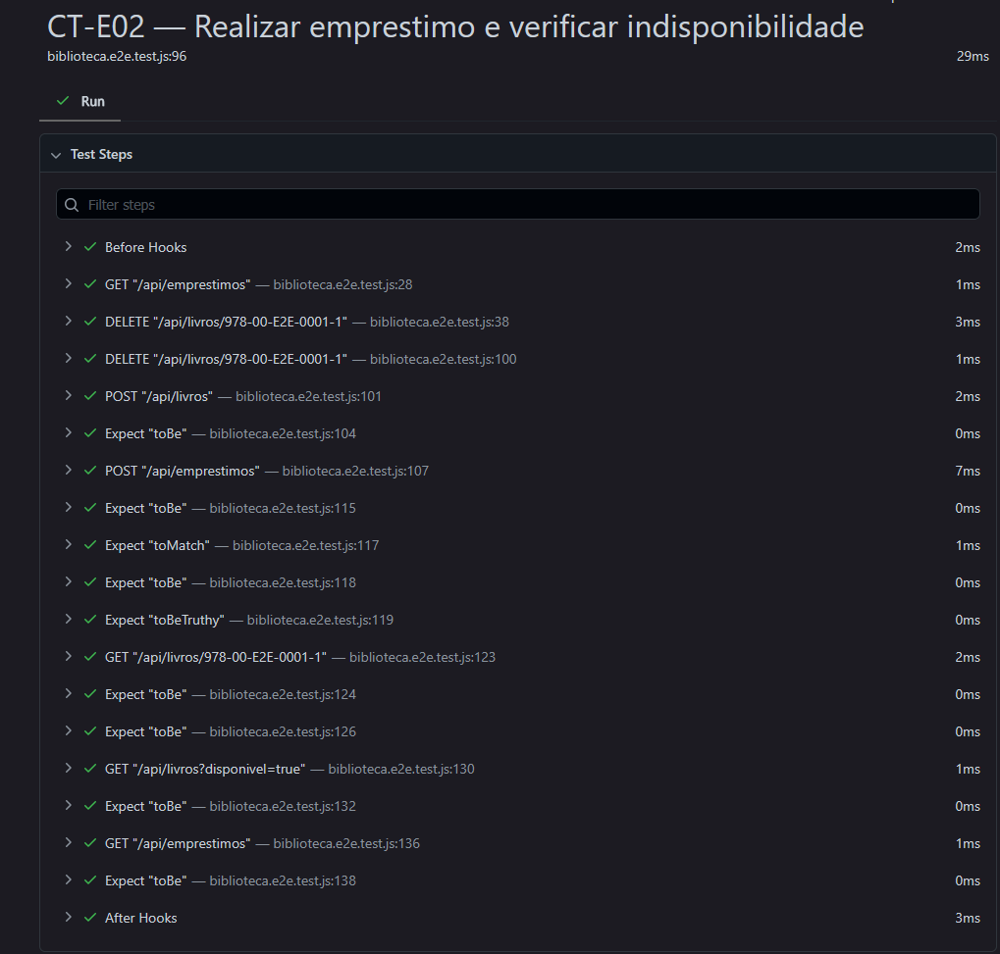 CT-E02 — Realizar emprestimo e verificar indisponibilidade
biblioteca.e2e.test.js:96 29ms
Run
Test Steps
Filter steps
Before Hooks 2ms
GET "/api/emprestimos" — biblioteca.e2e.test.js:28 1ms
DELETE "/api/livros/978-00-E2E-0001-1" — biblioteca.e2e.test.js:38 3ms
DELETE "/api/livros/978-00-E2E-0001-1" — biblioteca.e2e.test.js:100 1ms
POST "/api/livros" — biblioteca.e2e.test.js:101 2ms
Expect "toBe" — biblioteca.e2e.test.js:104 0ms
POST "/api/emprestimos" — biblioteca.e2e.test.js:107 7ms
Expect "toBe" — biblioteca.e2e.test.js:115 0ms
Expect "toMatch" — biblioteca.e2e.test.js:117 1ms
Expect "toBe" — biblioteca.e2e.test.js:118 0ms
Expect "toBeTruthy" — biblioteca.e2e.test.js:119 0ms
GET "/api/livros/978-00-E2E-0001-1" — biblioteca.e2e.test.js:123 2ms
Expect "toBe" — biblioteca.e2e.test.js:124 0ms
Expect "toBe" — biblioteca.e2e.test.js:126 0ms
GET "/api/livros?disponivel=true" — biblioteca.e2e.test.js:130 1ms
Expect "toBe" — biblioteca.e2e.test.js:132 0ms
GET "/api/emprestimos" — biblioteca.e2e.test.js:136 1ms
Expect "toBe" — biblioteca.e2e.test.js:138 0ms
After Hooks 3ms